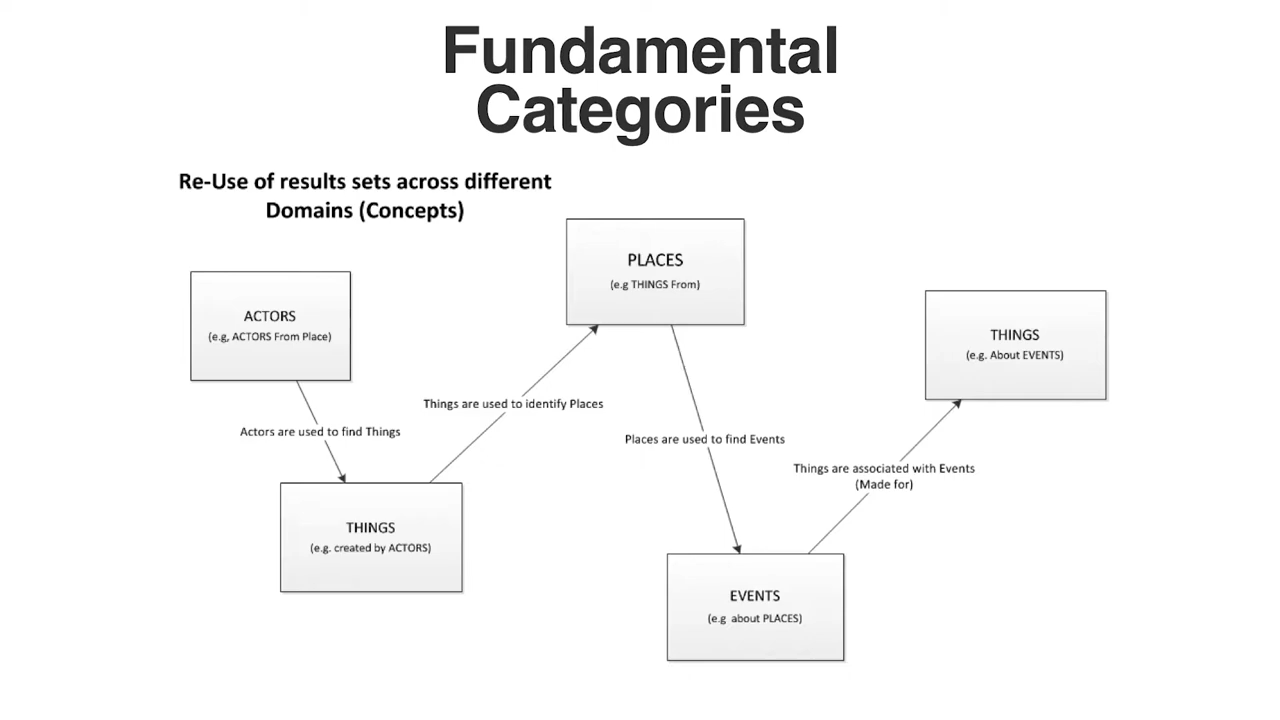 Fundamental
Categories
Re-Use of results sets across different
Domains (Concepts)
PLACES
(e.g THINGS From)
ACTORS
(e.g, ACTORS From Place)
THINGS
(e.g. About EVENTS)
Things are used to identify Places
Actors are used to find Things
Places are used to find Events
Things are associated with Events
(Made for)
THINGS
(e.g. created by ACTORS)
EVENTS
(e.g  about PLACES)